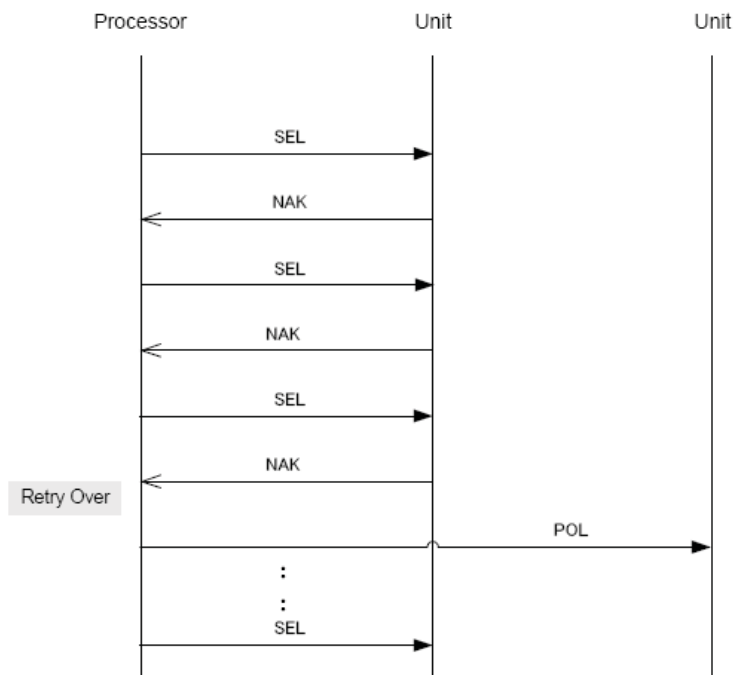 Processor Unit Unit
SEL
NAK
SEL
NAK
SEL
NAK
Retry Over
POL
:
:
SEL